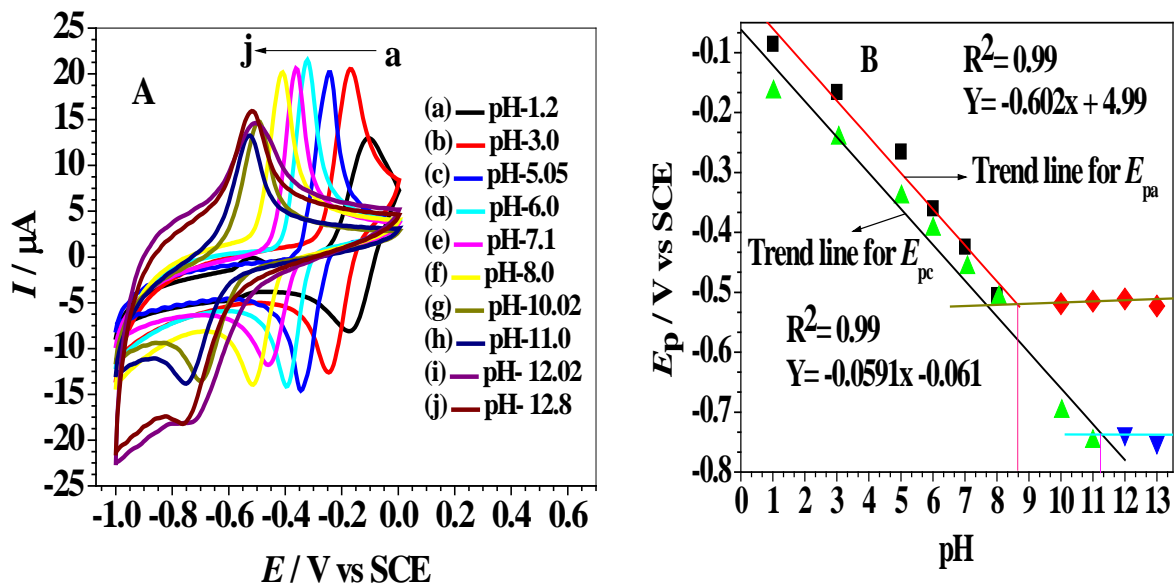 A
j a
(a) pH-1.2
(b) pH-3.0
(c) pH-5.05
(d) pH-6.0
(e) pH-7.1
(f) pH-8.0
(g) pH-10.02
(h) pH-11.0
(i) pH- 12.02
(j) pH- 12.8
25
20
15
10
5
0
-5
-10
-15
-20
-25
I / μA
-1.0 -0.8 -0.6 -0.4 -0.2 0.0 0.2 0.4 0.6
E / V vs SCE
B
R²= 0.99
Y= -0.602x + 4.99
Trend line for Epa
Trend line for Epc
R²= 0.99
Y= -0.0591x -0.061
-0.1
-0.2
-0.3
-0.4
-0.5
-0.6
-0.7
-0.8
Ep / V vs SCE
0 1 2 3 4 5 6 7 8 9 10 11 12 13
pH